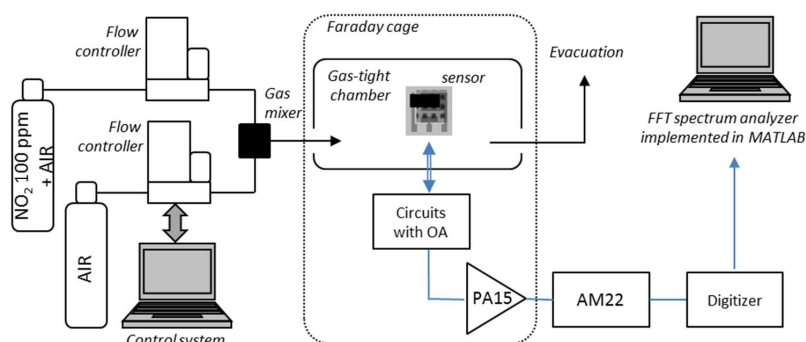 Flow
controller
Flow
controller
NO₂ 100 ppm
+ AIR
AIR
Control system
Gas
mixer
Faraday cage
Gas-tight
chamber
sensor
Evacuation
Circuits
with OA
PA15
AM22
Digitizer
FFT spectrum analyzer
implemented in MATLAB